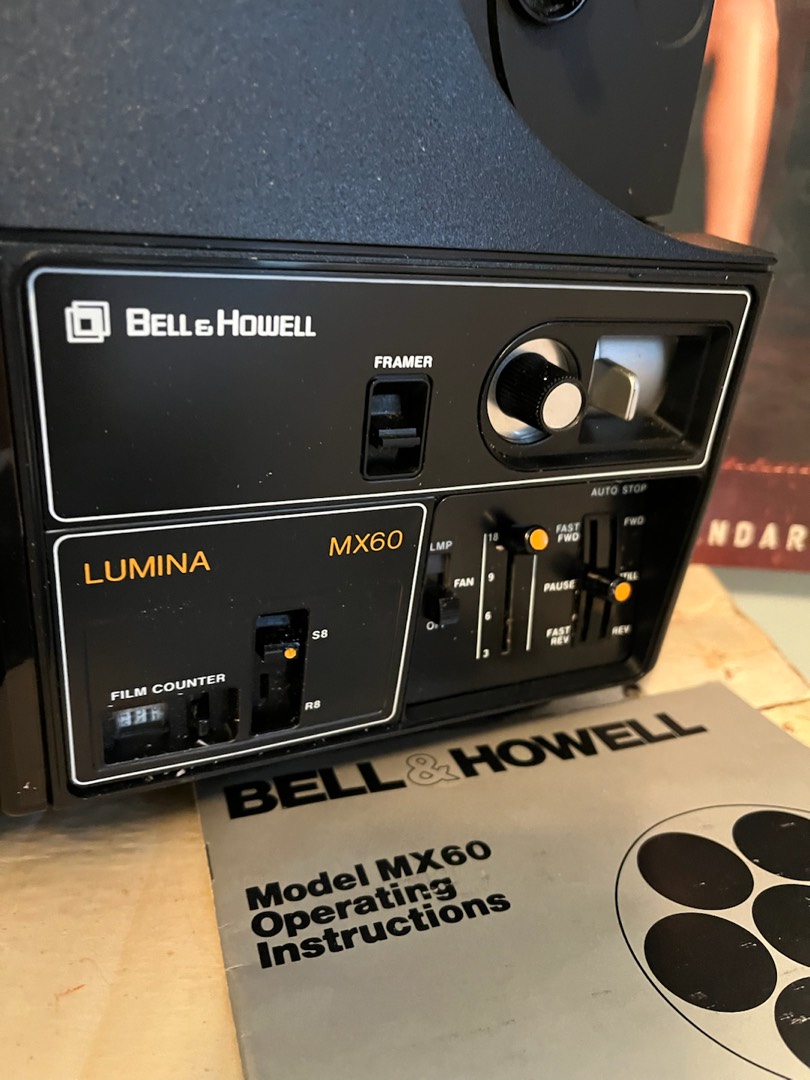 BELL & HOWELL
FRAMER
AUTO STOP
LUMINA
MX60
LMP
FAN
18
9
6
3
FAST
FWD
FWD
PAUSE
FAST
REV
REV
S8
R8
FILM COUNTER
NDAR
BELL&HOWELL
Model MX60
Operating
Instructions